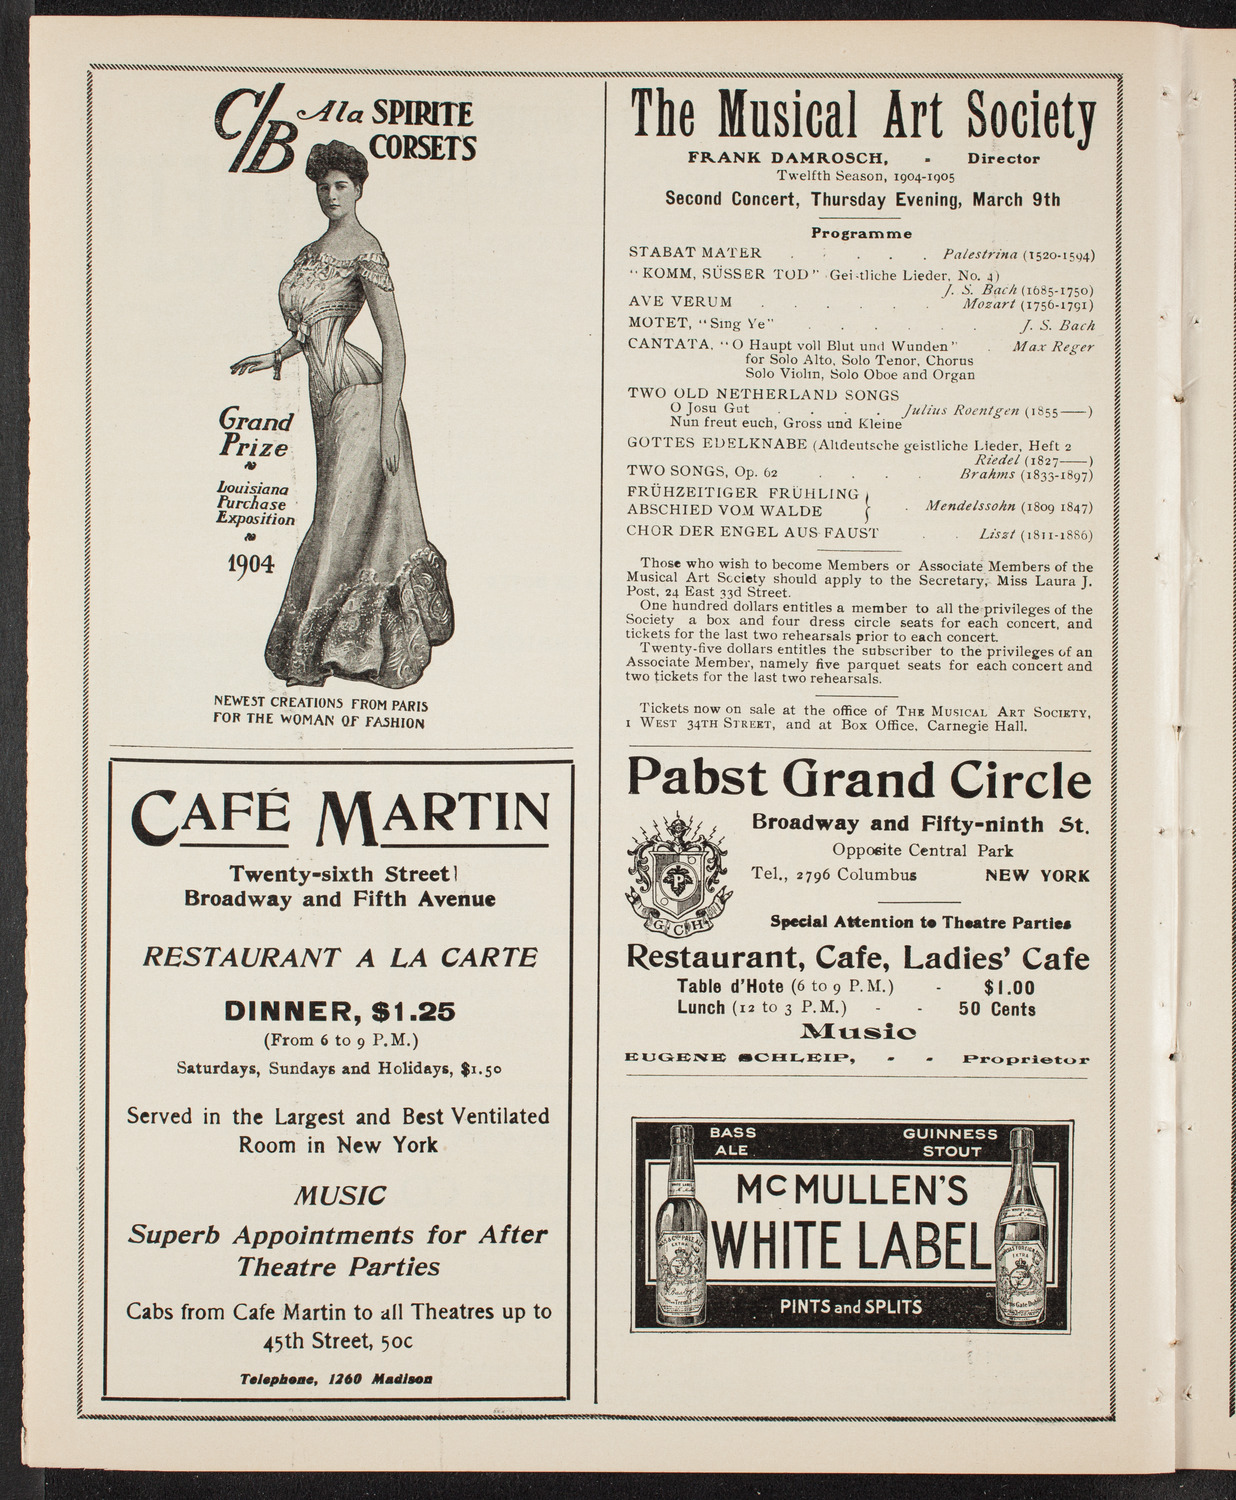 C/B Ala SPIRITE
CORSETS
Grand
Prize
Louisiana
Purchase
Exposition
1904
NEWEST CREATIONS FROM PARIS
FOR THE WOMAN OF FASHION
CAFÉ MARTIN
Twenty-sixth Street
Broadway and Fifth Avenue
RESTAURANT A LA CARTE
DINNER, $1.25
(From 6 to 9 P.M.)
Saturdays, Sundays and Holidays, $1.50
Served in the Largest and Best Ventilated
Room in New York
MUSIC
Superb Appointments for After
Theatre Parties
Cabs from Cafe Martin to all Theatres up to
45th Street, 50c
Telephone, 1260 Madison
The Musical Art Society
FRANK DAMROSCH, - Director
Twelfth Season, 1904-1905
Second Concert, Thursday Evening, March 9th
Programme
STABAT MATER . . . . . Palestrina (1520-1594)
"KOMM, SÜSSER TOD" Geistliche Lieder, No. 4)
J. S. Bach (1685-1750)
AVE VERUM . . . . . Mozart (1756-1791)
MOTET, "Sing Ye" . . . . . . J. S. Bach
CANTATA, "O Haupt voll Blut und Wunden" . Max Reger
for Solo Alto, Solo Tenor, Chorus
Solo Violin, Solo Oboe and Organ
TWO OLD NETHERLAND SONGS
O Josu Gut . . . . Julius Roentgen (1855—)
Nun freut euch, Gross und Kleine
GOTTES EDELKNABE (Altdeutsche geistliche Lieder, Heft 2
Riedel (1827—)
TWO SONGS, Op. 62 . . . . Brahms (1833-1897)
FRÜHZEITIGER FRÜHLING
ABSCHIED VOM WALDE } . Mendelssohn (1809 1847)
CHOR DER ENGEL AUS FAUST . . Liszt (1811-1886)
Those who wish to become Members or Associate Members of the
Musical Art Society should apply to the Secretary, Miss Laura J.
Post, 24 East 33d Street.
One hundred dollars entitles a member to all the privileges of the
Society a box and four dress circle seats for each concert, and
tickets for the last two rehearsals prior to each concert.
Twenty-five dollars entitles the subscriber to the privileges of an
Associate Member, namely five parquet seats for each concert and
two tickets for the last two rehearsals.
Tickets now on sale at the office of THE MUSICAL ART SOCIETY,
1 WEST 34TH STREET, and at Box Office, Carnegie Hall.
Pabst Grand Circle
Broadway and Fifty-ninth St.
Opposite Central Park
Tel., 2796 Columbus NEW YORK
P
G C H
Special Attention to Theatre Parties
Restaurant, Cafe, Ladies' Cafe
Table d'Hote (6 to 9 P.M.) - $1.00
Lunch (12 to 3 P.M.) - - 50 Cents
Music
EUGENE SCHLEIP, - - Proprietor
BASS
ALE
GUINNESS
STOUT
McMULLEN'S
WHITE LABEL
PINTS and SPLITS